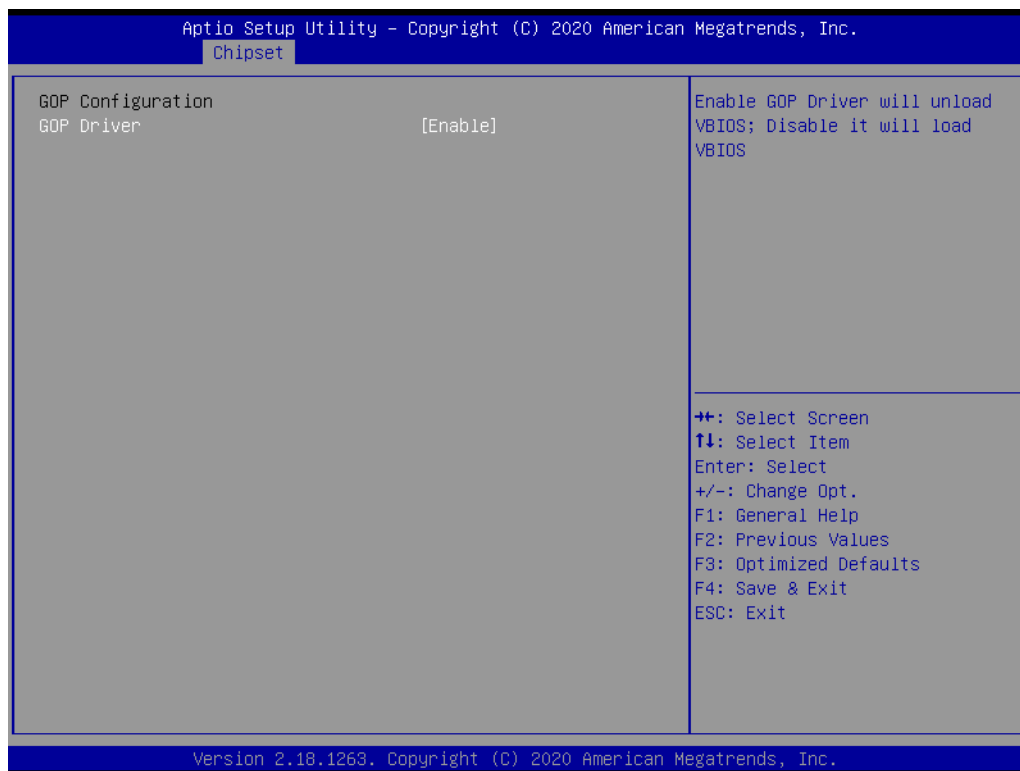 Aptio Setup Utility – Copyright (C) 2020 American Megatrends, Inc.
Chipset
GOP Configuration
GOP Driver [Enable]
Enable GOP Driver will unload
VBIOS; Disable it will load
VBIOS
→←: Select Screen
↑↓: Select Item
Enter: Select
+/-: Change Opt.
F1: General Help
F2: Previous Values
F3: Optimized Defaults
F4: Save & Exit
ESC: Exit
Version 2.18.1263. Copyright (C) 2020 American Megatrends, Inc.